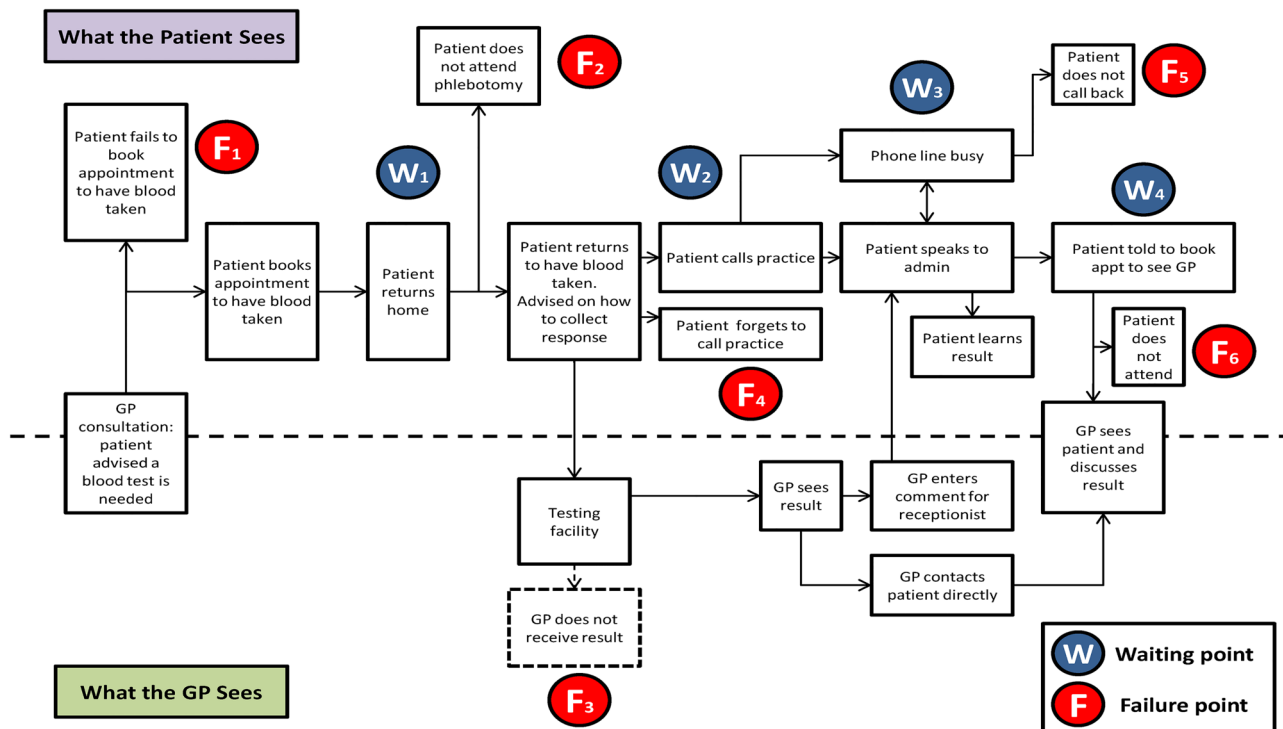 What the Patient Sees
Patient fails to
book
appointment
to have blood
taken
F1
Patient does
not attend
phlebotomy
F2
W3
Patient
does not
call back
F5
W1
W2
Phone line busy
W4
Patient books
appointment
to have blood
taken
Patient
returns
home
Patient returns
to have blood
taken.
Advised on how
to collect
response
Patient calls practice
Patient speaks to
admin
Patient told to book
appt to see GP
Patient forgets to
call practice
F4
Patient learns
result
Patient
does not
attend
F6
GP
consultation:
patient
advised a
blood test is
needed
GP sees
patient and
discusses
result
Testing
facility
GP sees
result
GP enters
comment for
receptionist
GP contacts
patient directly
GP does not
receive result
F3
What the GP Sees
W Waiting point
F Failure point